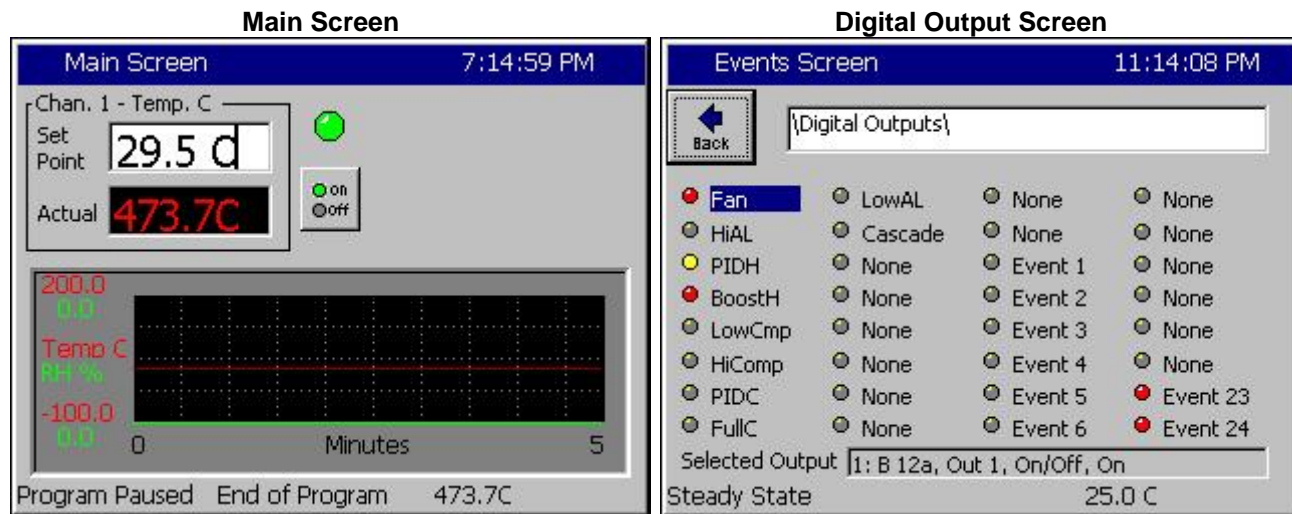 Main Screen
Main Screen 7:14:59 PM
Chan. 1 - Temp. C
Set
Point 29.5 C
on
off
Actual 473.7C
200.0
0.0
Temp C
RH %
-100.0
0.0 0 Minutes 5
Program Paused End of Program 473.7C
Digital Output Screen
Events Screen 11:14:08 PM
Back \Digital Outputs\
Fan LowAL None None
HiAL Cascade None None
PIDH None Event 1 None
BoostH None Event 2 None
LowCmp None Event 3 None
HiComp None Event 4 None
PIDC None Event 5 Event 23
FullC None Event 6 Event 24
Selected Output 1: B 12a, Out 1, On/Off, On
Steady State 25.0 C